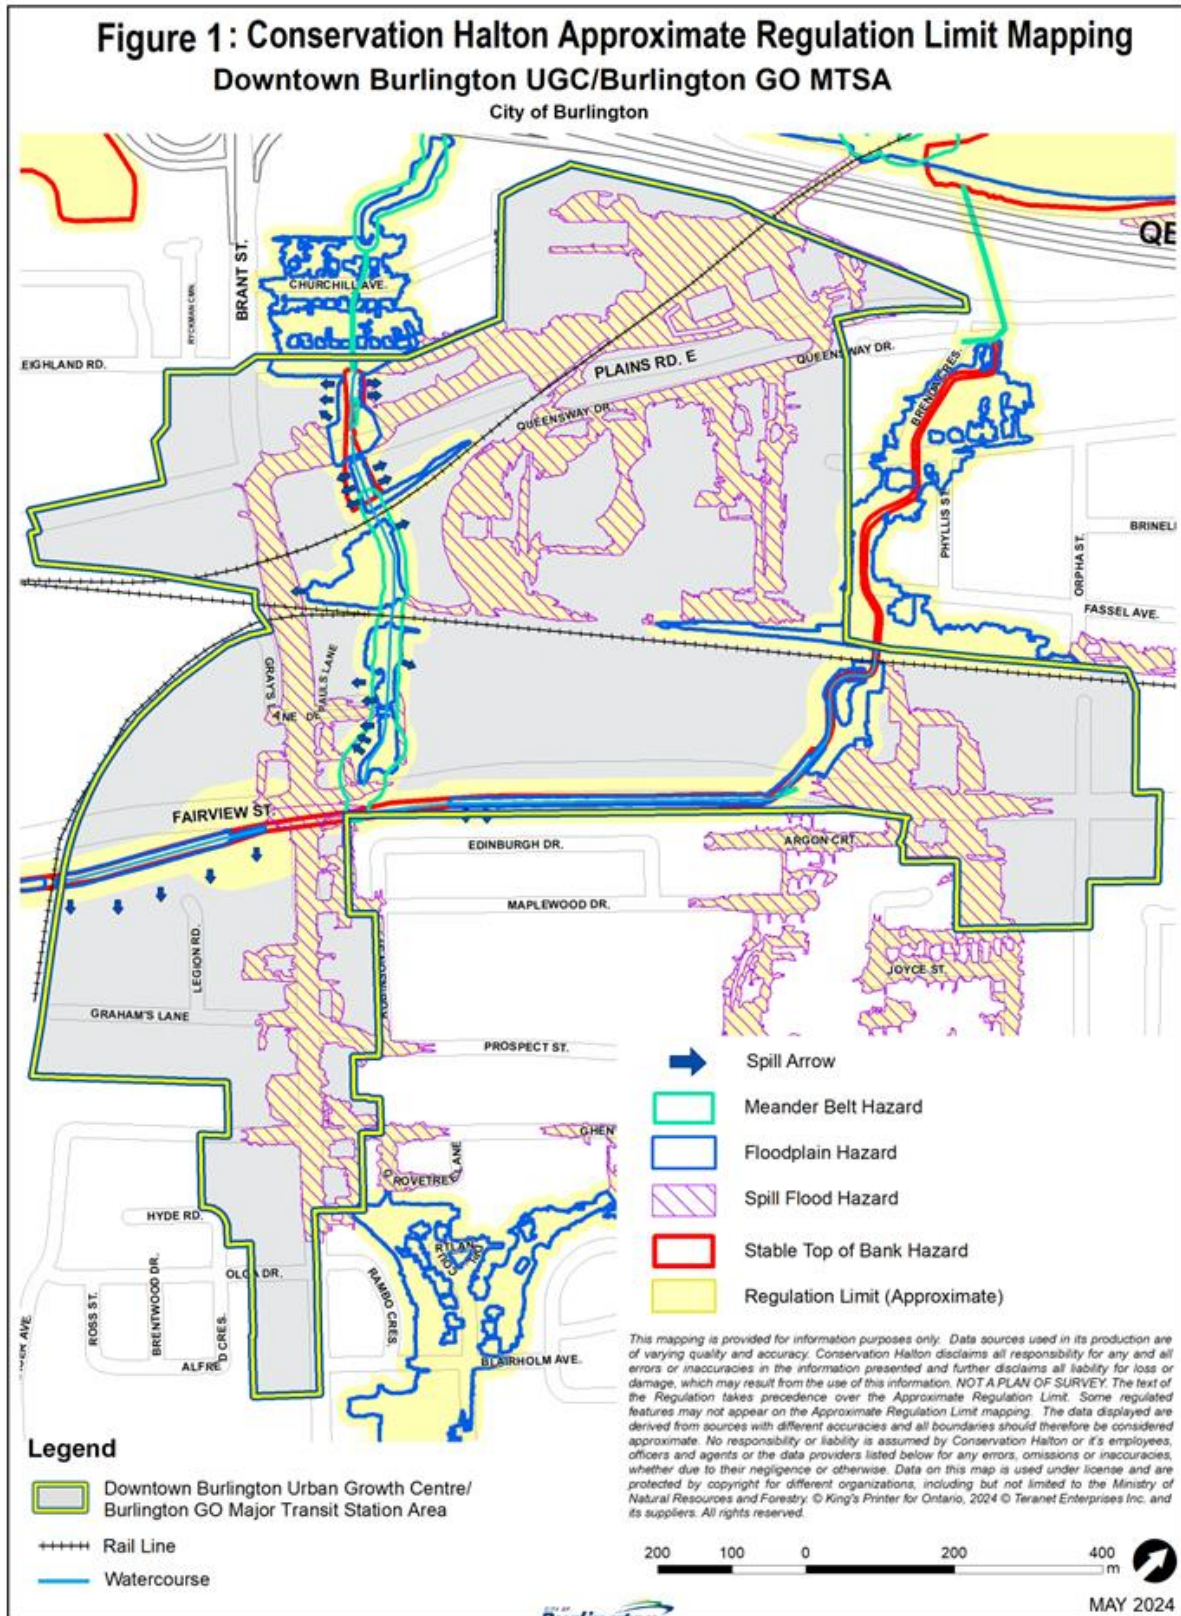 Figure 1: Conservation Halton Approximate Regulation Limit Mapping
Downtown Burlington UGC/Burlington GO MTSA
City of Burlington
BRANT ST.
RYCKMAN CMN.
CHURCHILL AVE.
EIGHLAND RD.
PLAINS RD. E
QUEENSWAY DR.
QUEENSWAY DR.
QE
BRENDA CRES.
PHYLLIS ST.
ORPHA ST.
BRINEL
FASSEL AVE.
GRAY'S
PAULS LANE
FAIRVIEW ST.
EDINBURGH DR.
ARGON CRT.
MAPLEWOOD DR.
LEGION RD.
ROBINSON ST.
JOYCE ST.
GRAHAM'S LANE
PROSPECT ST.
GHEN
LANE
HYDE RD.
OLGA DR.
ROSS ST.
BRENTWOOD DR.
ALFRED CRES.
RAMBO CRES.
BLAIRHOLM AVE.
Spill Arrow
Meander Belt Hazard
Floodplain Hazard
Spill Flood Hazard
Stable Top of Bank Hazard
Regulation Limit (Approximate)
This mapping is provided for information purposes only. Data sources used in its production are
of varying quality and accuracy. Conservation Halton disclaims all responsibility for any and all
errors or inaccuracies in the information presented and further disclaims all liability for loss or
damage, which may result from the use of this information. NOT A PLAN OF SURVEY. The text of
the Regulation takes precedence over the Approximate Regulation Limit. Some regulated
features may not appear on the Approximate Regulation Limit mapping. The data displayed are
derived from sources with different accuracies and all boundaries should therefore be considered
approximate. No responsibility or liability is assumed by Conservation Halton or it's employees,
officers and agents or the data providers listed below for any errors, omissions or inaccuracies,
whether due to their negligence or otherwise. Data on this map is used under license and are
protected by copyright for different organizations, including but not limited to the Ministry of
Natural Resources and Forestry. © King's Printer for Ontario, 2024 © Teranet Enterprises Inc. and
its suppliers. All rights reserved.
Legend
Downtown Burlington Urban Growth Centre/
Burlington GO Major Transit Station Area
Rail Line
Watercourse
200 100 0 200 400
m
MAY 2024